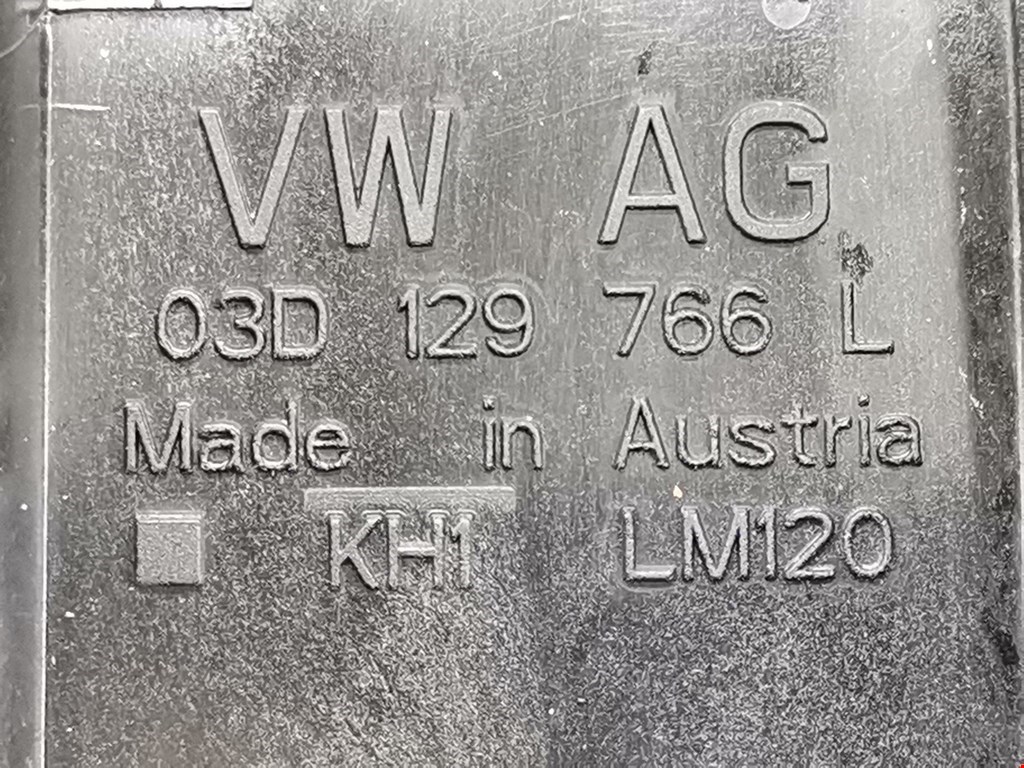 VW AG
03D 129 766 L
Made in Austria
KH1 LM120